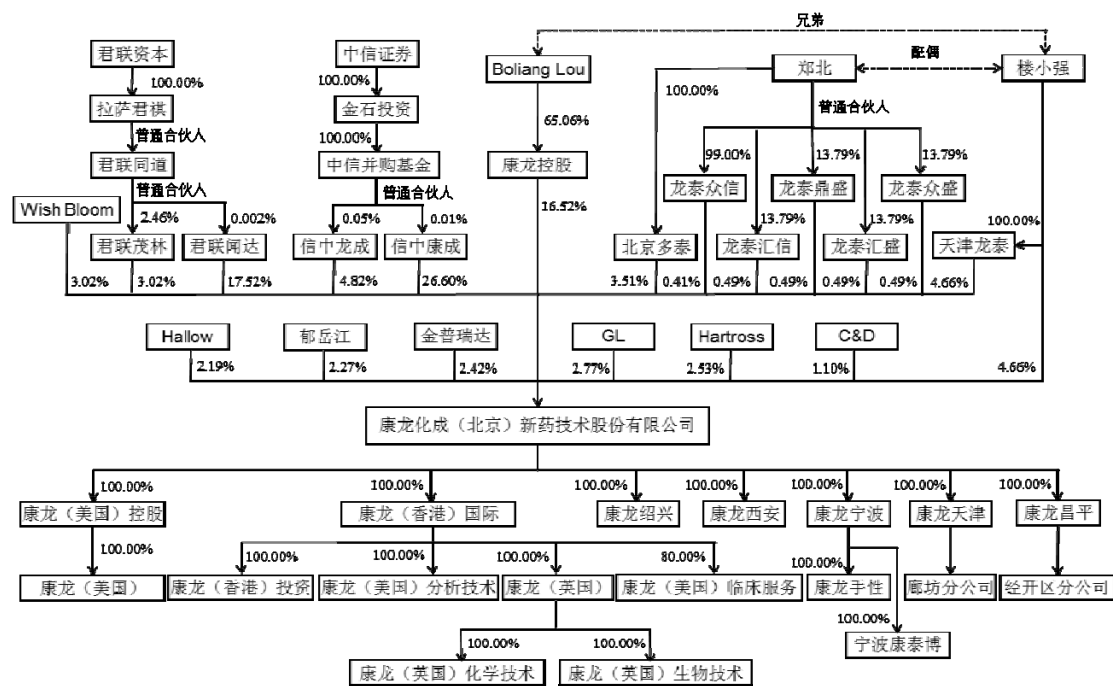 兄弟
君联资本
中信证券
Boliang Lou
郑北
配偶
楼小强
100.00%
100.00%
100.00%
拉萨君祺
金石投资
65.06%
普通合伙人
普通合伙人
100.00%
君联同道
中信并购基金
康龙控股
99.00%
13.79%
13.79%
普通合伙人
普通合伙人
龙泰众信
龙泰鼎盛
龙泰众盛
Wish Bloom
2.46%
0.002%
0.05%
0.01%
16.52%
13.79%
13.79%
100.00%
君联茂林
君联闻达
信中龙成
信中康成
北京多泰
龙泰汇信
龙泰汇盛
天津龙泰
3.02%
3.02%
17.52%
4.82%
26.60%
3.51%
0.41%
0.49%
0.49%
0.49%
0.49%
4.66%
Hallow
郁岳江
金普瑞达
GL
Hartross
C&D
2.19%
2.27%
2.42%
2.77%
2.53%
1.10%
4.66%
康龙化成（北京）新药技术股份有限公司
100.00%
100.00%
100.00%
100.00%
100.00%
100.00%
100.00%
康龙（美国）控股
康龙（香港）国际
康龙绍兴
康龙西安
康龙宁波
康龙天津
康龙昌平
100.00%
100.00%
100.00%
100.00%
80.00%
100.00%
康龙（美国）
康龙（香港）投资
康龙（美国）分析技术
康龙（英国）
康龙（美国）临床服务
康龙手性
廊坊分公司
经开区分公司
100.00%
100.00%
100.00%
宁波康泰博
康龙（英国）化学技术
康龙（英国）生物技术